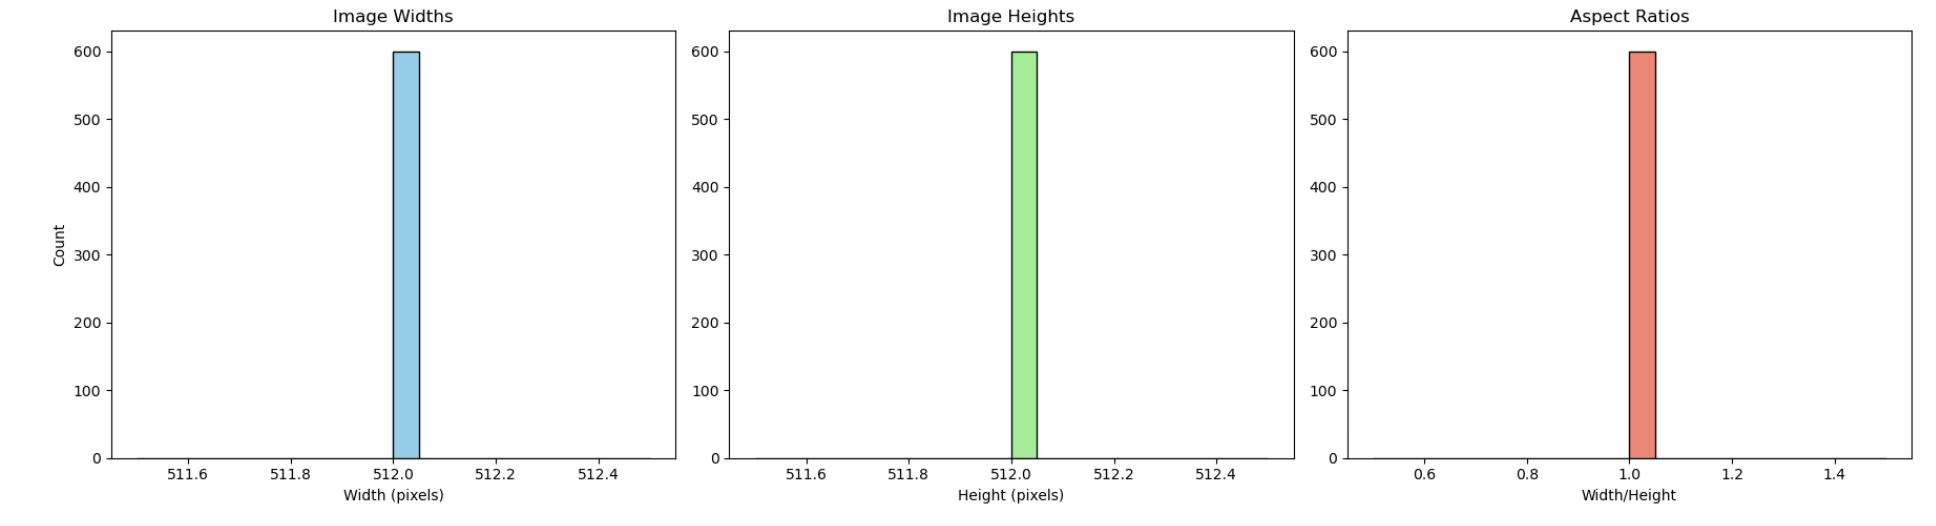 Image Widths
600
500
400
300
200
100
0
Count
511.6 511.8 512.0 512.2 512.4
Width (pixels)
Image Heights
600
500
400
300
200
100
0
511.6 511.8 512.0 512.2 512.4
Height (pixels)
Aspect Ratios
600
500
400
300
200
100
0
0.6 0.8 1.0 1.2 1.4
Width/Height